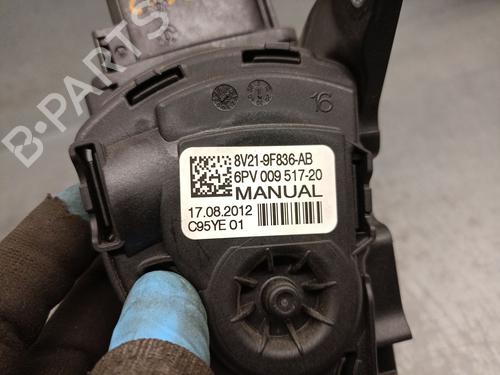 16
8V21-9F836-AB
6PV 009 517-20
MANUAL
17.08.2012
C95YE 01
B-PARTS